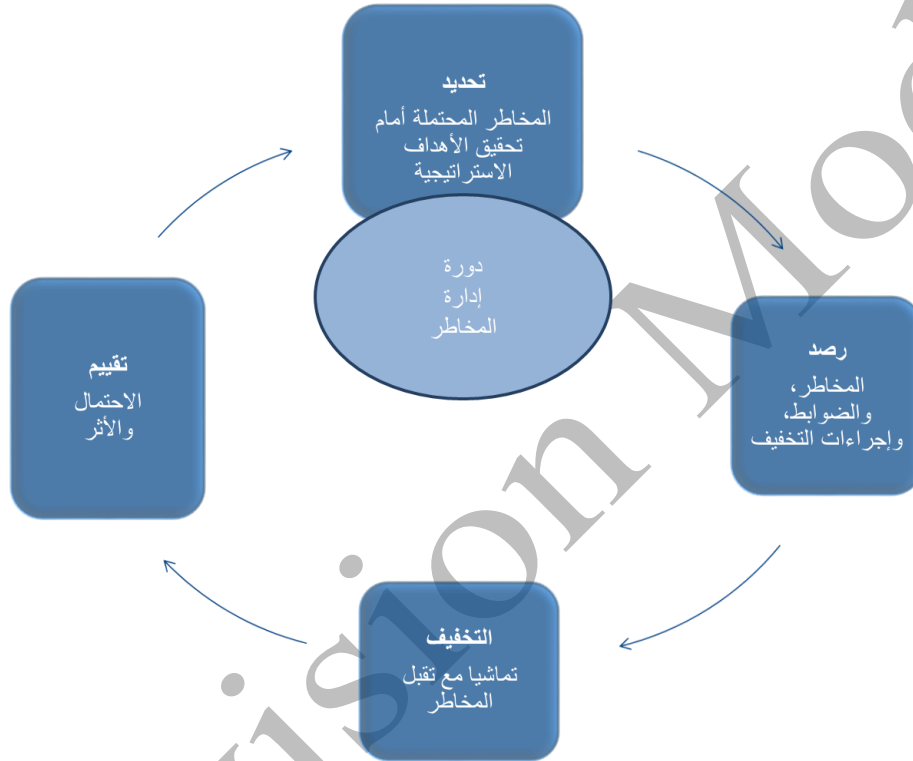 تحديد
المخاطر المحتملة أمام
تحقيق الأهداف
الاستراتيجية
دورة
إدارة
المخاطر
رصد
المخاطر،
والضوابط،
وإجراءات التخفيف
تقييم
الاحتمال
والأثر
التخفيف
تماشيا مع تقبل
المخاطر